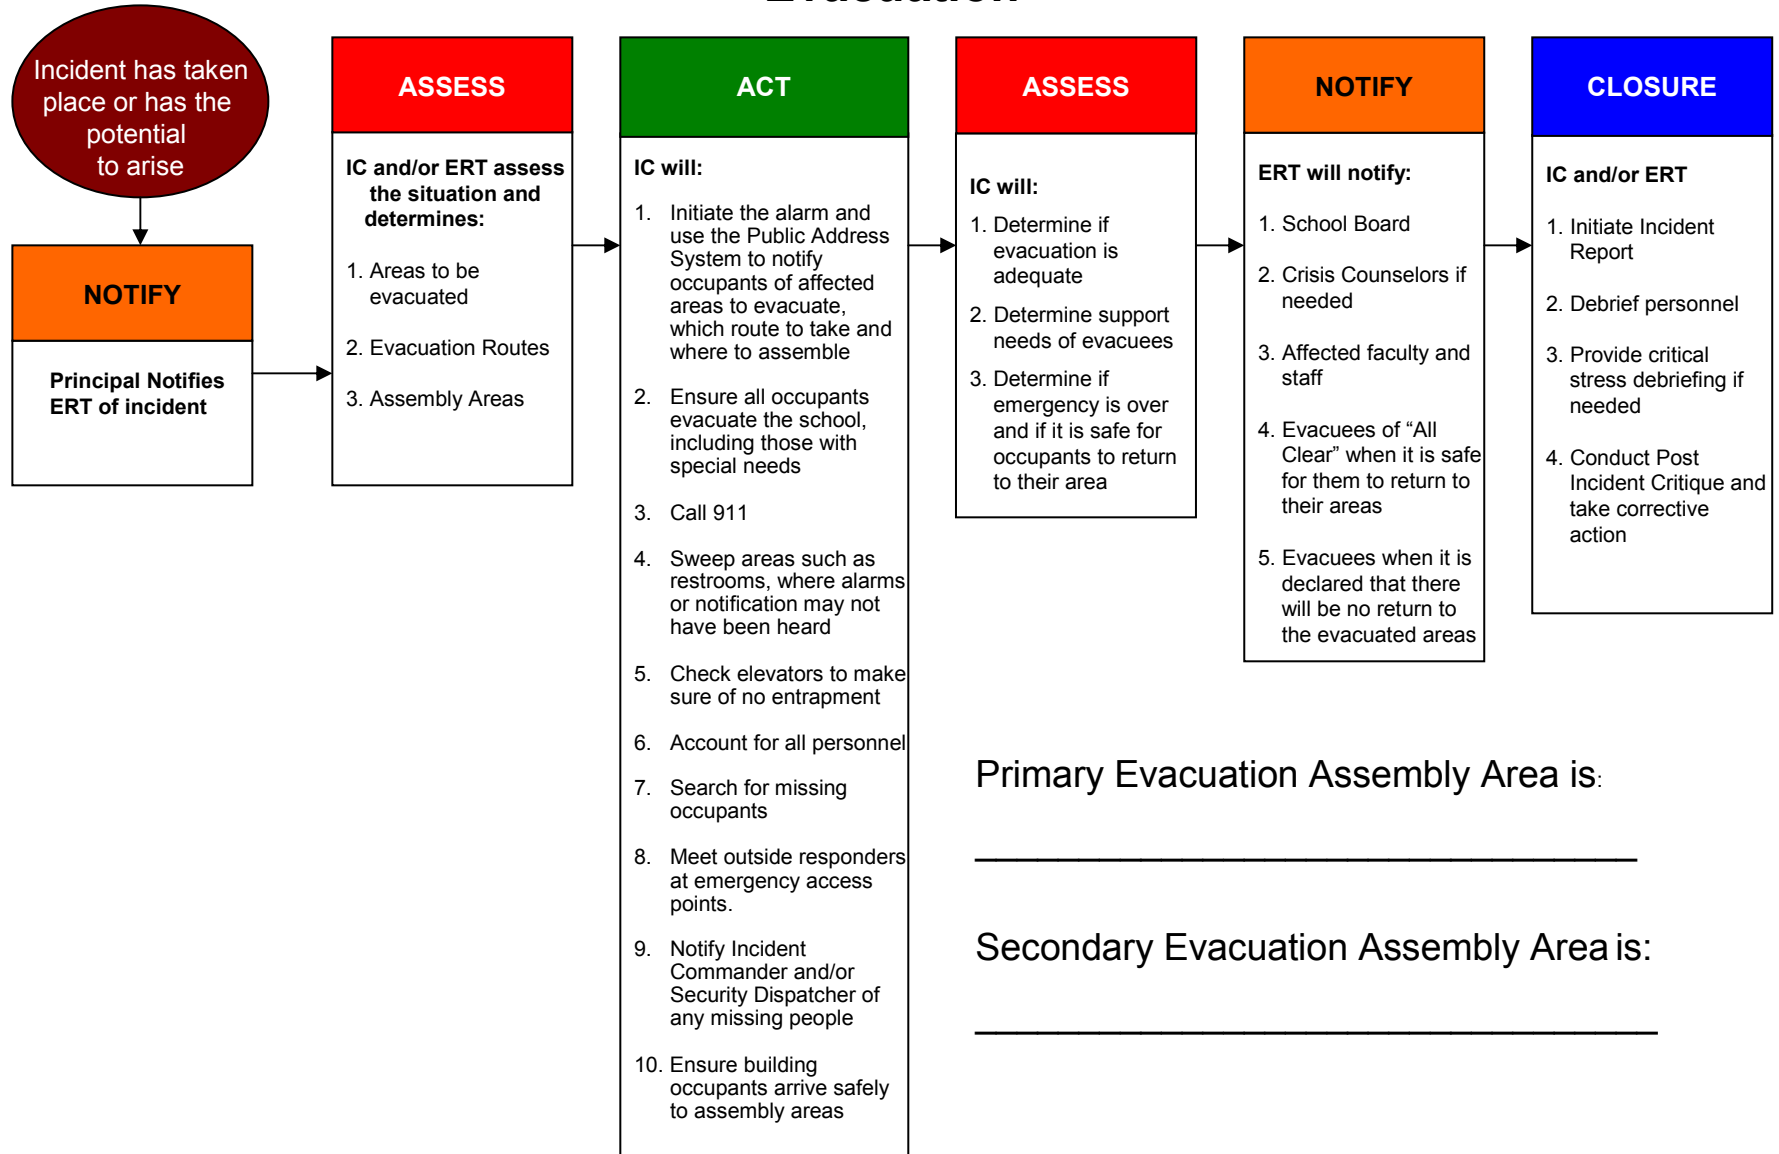 Evacuation
Incident has taken
place or has the
potential
to arise
NOTIFY
Principal Notifies
ERT of incident
ASSESS
IC and/or ERT assess
the situation and
determines:
1. Areas to be
evacuated
2. Evacuation Routes
3. Assembly Areas
ACT
IC will:
1. Initiate the alarm and
use the Public Address
System to notify
occupants of affected
areas to evacuate,
which route to take and
where to assemble
2. Ensure all occupants
evacuate the school,
including those with
special needs
3. Call 911
4. Sweep areas such as
restrooms, where alarms
or notification may not
have been heard
5. Check elevators to make
sure of no entrapment
6. Account for all personnel
7. Search for missing
occupants
8. Meet outside responders
at emergency access
points.
9. Notify Incident
Commander and/or
Security Dispatcher of
any missing people
10. Ensure building
occupants arrive safely
to assembly areas
ASSESS
IC will:
1. Determine if
evacuation is
adequate
2. Determine support
needs of evacuees
3. Determine if
emergency is over
and if it is safe for
occupants to return
to their area
NOTIFY
ERT will notify:
1. School Board
2. Crisis Counselors if
needed
3. Affected faculty and
staff
4. Evacuees of “All
Clear” when it is safe
for them to return to
their areas
5. Evacuees when it is
declared that there
will be no return to
the evacuated areas
CLOSURE
IC and/or ERT
1. Initiate Incident
Report
2. Debrief personnel
3. Provide critical
stress debriefing if
needed
4. Conduct Post
Incident Critique and
take corrective
action
Primary Evacuation Assembly Area is:
Secondary Evacuation Assembly Area is: